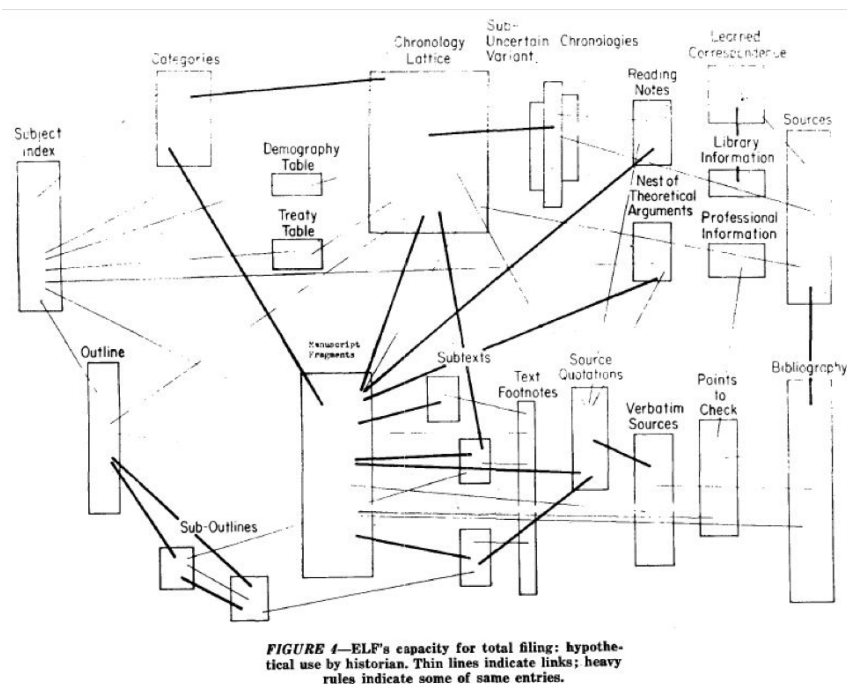 Categories
Chronology
Lattice
Sub-
Uncertain
Variant
Chronologies
Learned
Correspondence
Reading
Notes
Sources
Subject
Index
Demography
Table
Library
Information
Treaty
Table
Nest of
Theoretical
Arguments
Professional
Information
Outline
Manuscript
Fragments
Subtexts
Text
Footnotes
Source
Quotations
Verbatim
Sources
Points
to
Check
Bibliography
Sub-Outlines
FIGURE 4—ELF's capacity for total filing: hypothe-
tical use by historian. Thin lines indicate links; heavy
rules indicate some of same entries.